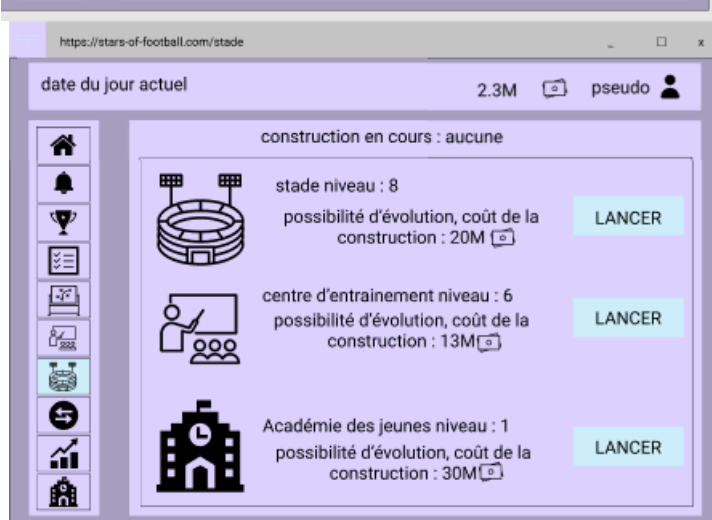 https://stars-of-football.com/stade
date du jour actuel
2.3M
pseudo
construction en cours : aucune
stade niveau : 8
possibilité d'évolution, coût de la
construction : 20M
LANCER
centre d'entrainement niveau : 6
possibilité d'évolution, coût de la
construction : 13M
LANCER
Académie des jeunes niveau : 1
possibilité d'évolution, coût de la
construction : 30M
LANCER